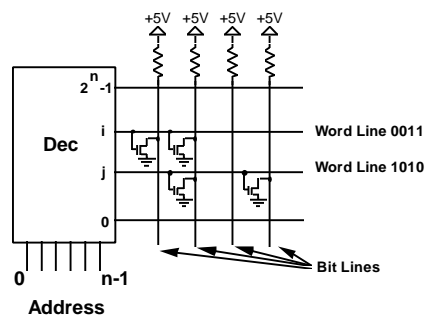 +5V +5V +5V +5V
2^n-1
i
Word Line 0011
Dec
j
Word Line 1010
0
Bit Lines
0 n-1
Address